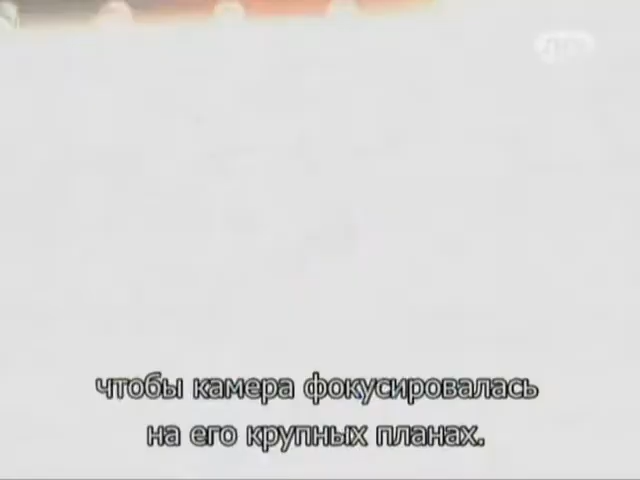 чтобы камера фокусировалась
на его крупных планах.